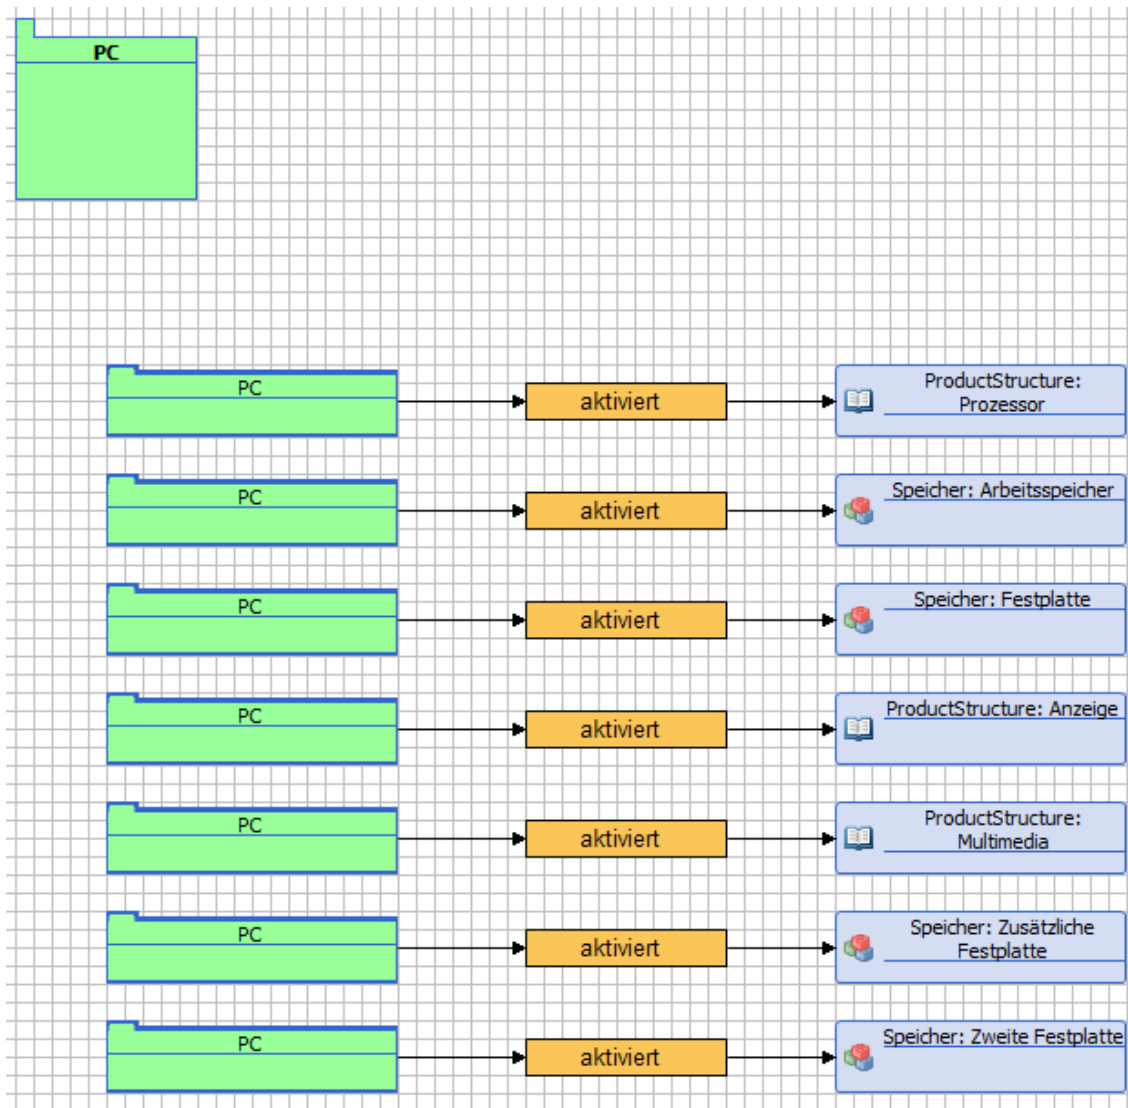 PC
PC
aktiviert
ProductStructure:
Prozessor
PC
aktiviert
Speicher: Arbeitsspeicher
PC
aktiviert
Speicher: Festplatte
PC
aktiviert
ProductStructure: Anzeige
PC
aktiviert
ProductStructure:
Multimedia
PC
aktiviert
Speicher: Zusätzliche
Festplatte
PC
aktiviert
Speicher: Zweite Festplatte